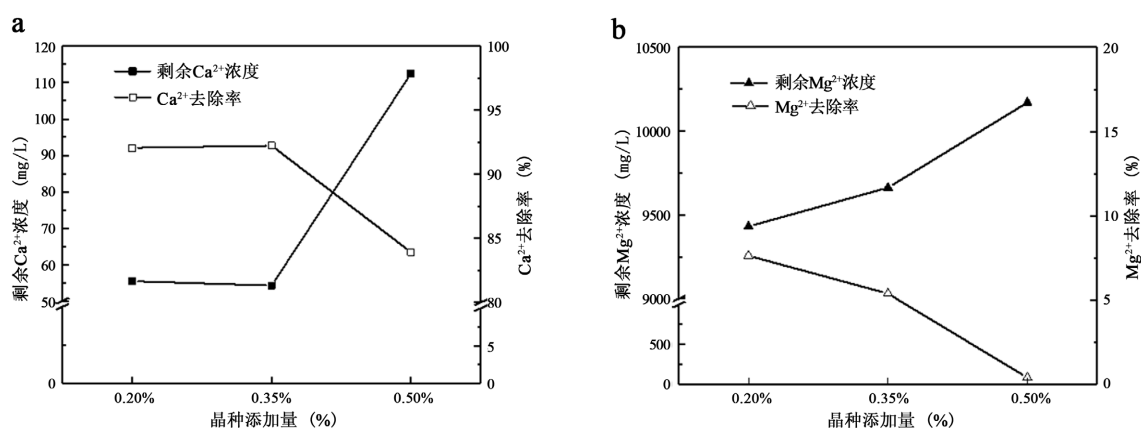 a
120
110
100
90
80
70
60
50
0
剩余Ca²⁺浓度 (mg/L)
剩余Ca²⁺浓度
Ca²⁺去除率
100
95
90
85
80
5
0
Ca²⁺去除率 (%)
0.20%
0.35%
0.50%
晶种添加量 (%)
b
10500
10000
9500
9000
500
0
剩余Mg²⁺浓度 (mg/L)
剩余Mg²⁺浓度
Mg²⁺去除率
20
15
10
5
0
Mg²⁺去除率 (%)
0.20%
0.35%
0.50%
晶种添加量 (%)